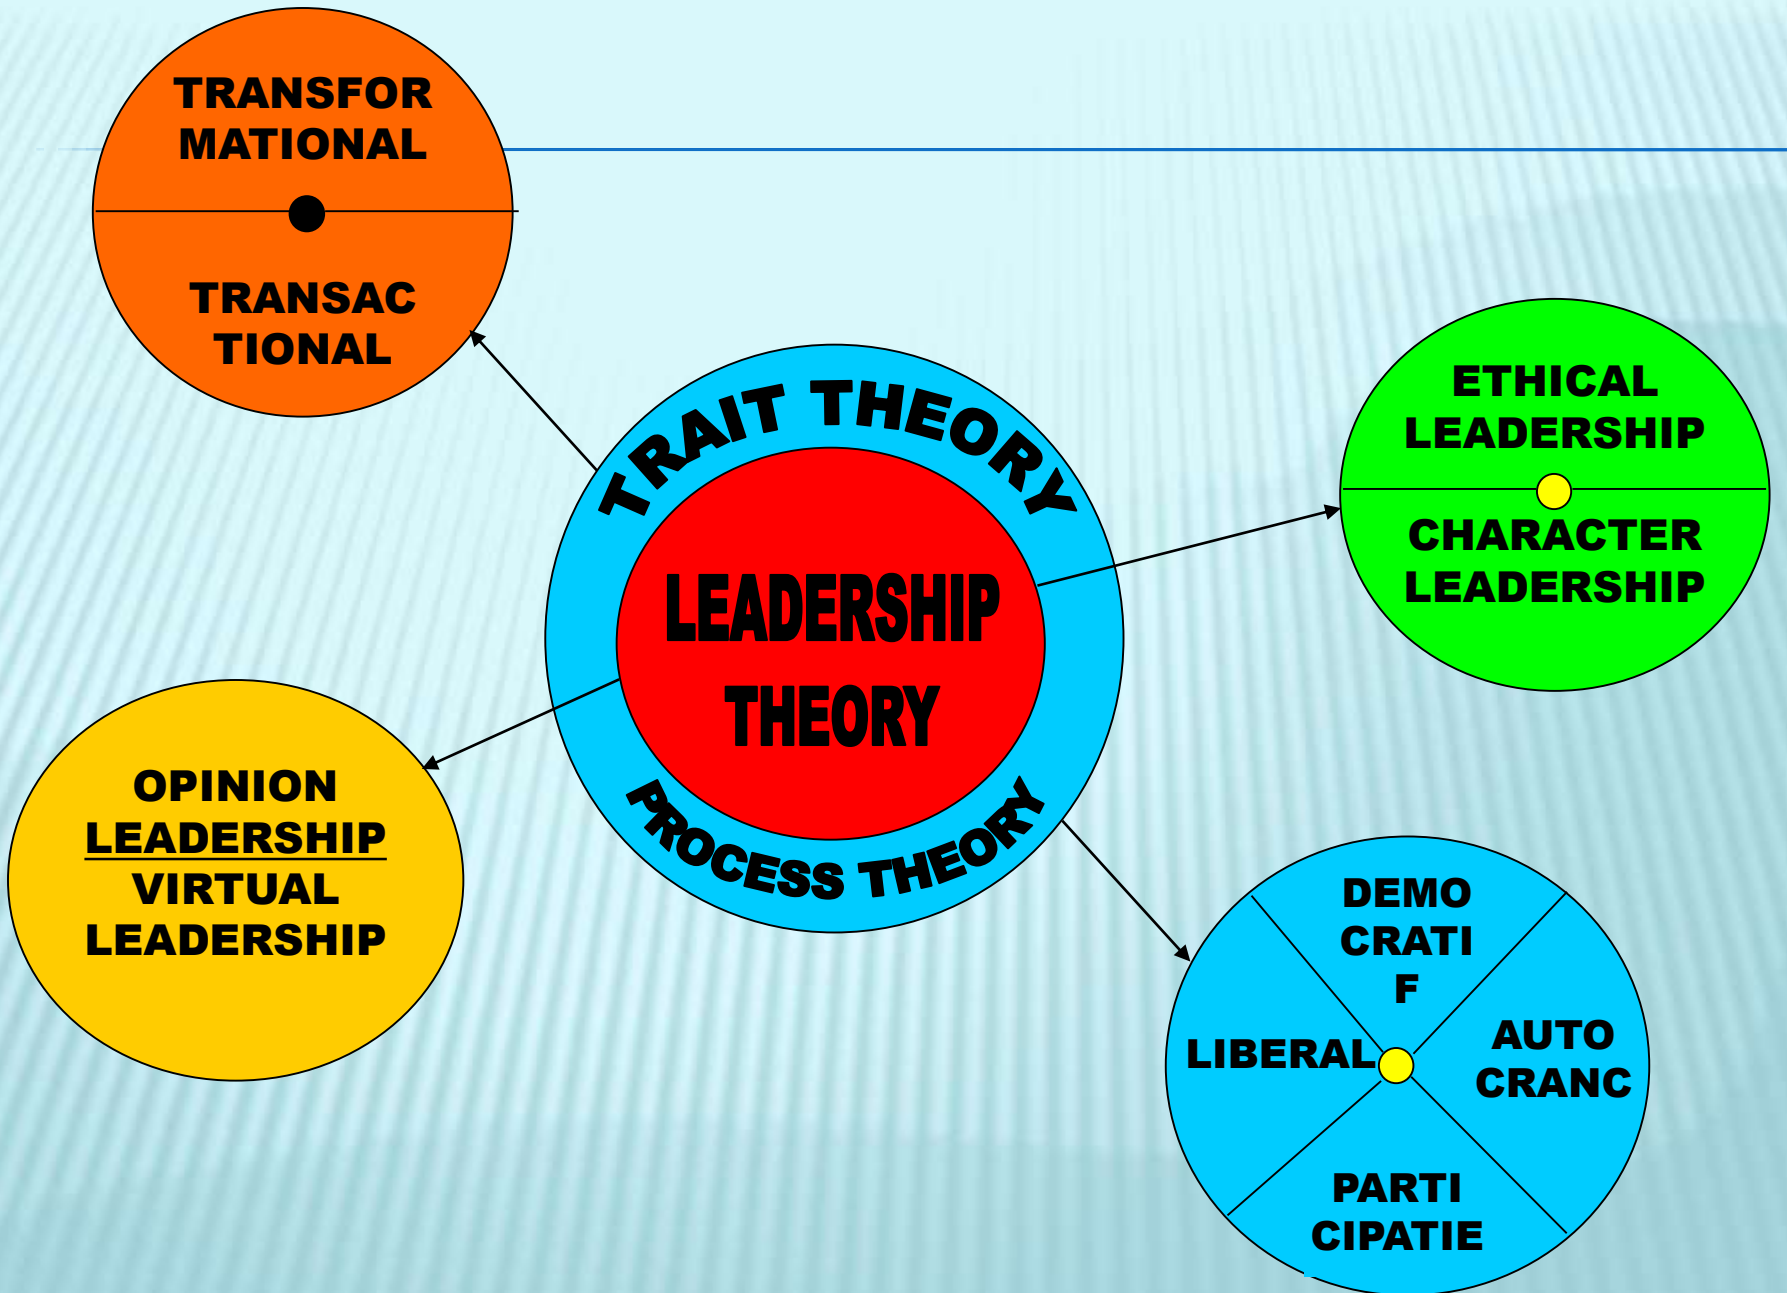 TRANSFOR
MATIONAL
TRANSAC
TIONAL
TRAIT THEORY
LEADERSHIP
THEORY
PROCESS THEORY
ETHICAL
LEADERSHIP
CHARACTER
LEADERSHIP
OPINION
LEADERSHIP
VIRTUAL
LEADERSHIP
DEMO
CRATI
F
LIBERAL
AUTO
CRANC
PARTI
CIPATIE